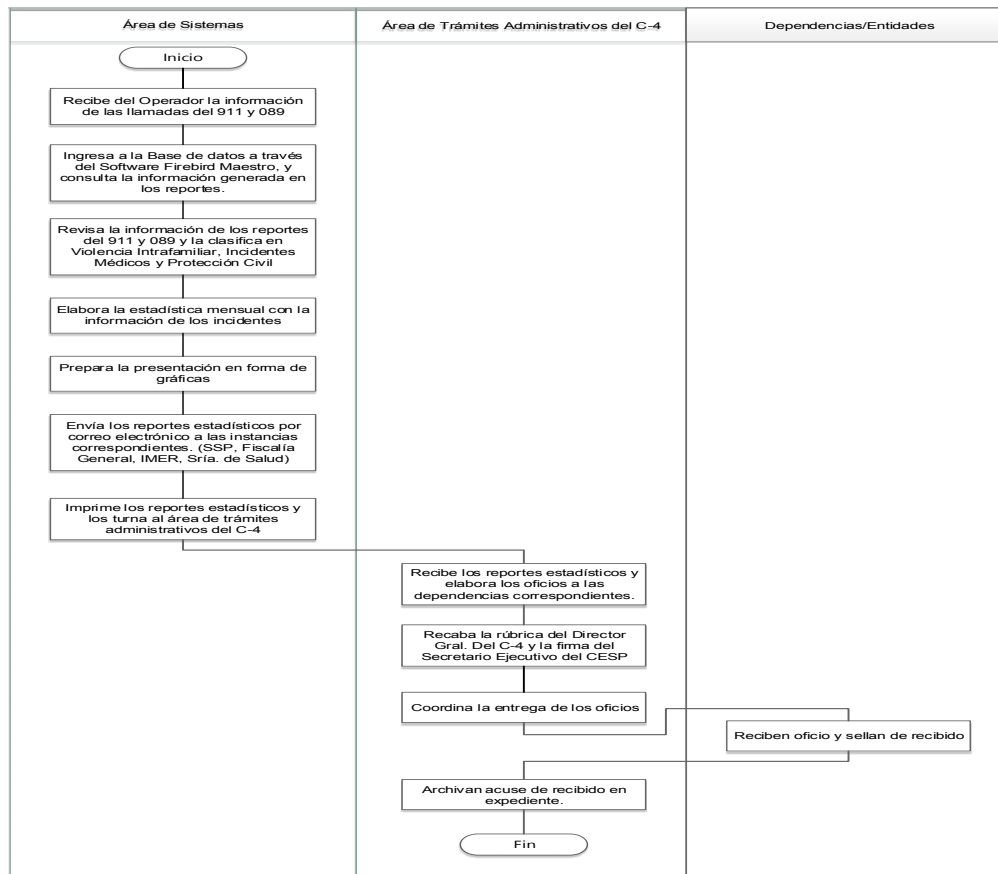 Área de Sistemas
Área de Trámites Administrativos del C-4
Dependencias/Entidades
Inicio
Recibe del Operador la información
de las llamadas del 911 y 089
Ingresa a la Base de datos a través
del Software Firebird Maestro, y
consulta la información generada en
los reportes.
Revisa la información de los reportes
del 911 y 089 y la clasifica en
Violencia Intrafamiliar, Incidentes
Médicos y Protección Civil
Elabora la estadística mensual con la
información de los incidentes
Prepara la presentación en forma de
gráficas
Envía los reportes estadísticos por
correo electrónico a las instancias
correspondientes. (SSP, Fiscalía
General, IMER, Sría. de Salud)
Imprime los reportes estadísticos y
los turna al área de trámites
administrativos del C-4
Recibe los reportes estadísticos y
elabora los oficios a las
dependencias correspondientes.
Recaba la rúbrica del Director
Gral. Del C-4 y la firma del
Secretario Ejecutivo del CESP
Coordina la entrega de los oficios
Reciben oficio y sellan de recibido
Archivan acuse de recibido en
expediente.
Fin